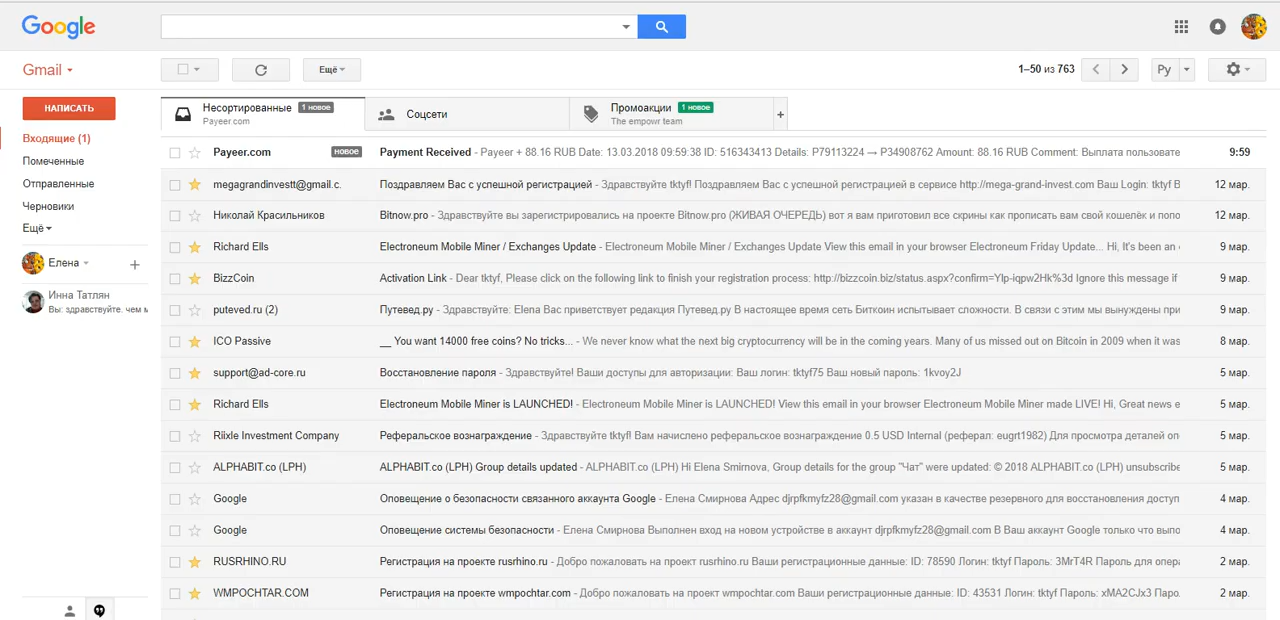 Google
Gmail
Ещё
1–50 из 763
Ру
НАПИСАТЬ
Входящие (1)
Помеченные
Отправленные
Черновики
Ещё
Елена
Инна Татлян
Вы: здравствуйте. чем м
Несортированные 1 новое
Payeer com
Соцсети
Промоакции 1 новое
The empowr team
Payeer.com новое Payment Received - Payeer + 88.16 RUB Date: 13.03.2018 09:59:38 ID: 516343413 Details: P79113224 → P34908762 Amount: 88.16 RUB Comment: Выплата пользовате 9:59
megagrandinvestt@gmail.c. Поздравляем Вас с успешной регистрацией - Здравствуйте tktyf! Поздравляем Вас с успешной регистрацией в сервисе http://mega-grand-invest.com Ваш Login: tktyf В 12 мар.
Николай Красильников Bitnow.pro - Здравствуйте вы зарегистрировались на проекте Bitnow.pro (ЖИВАЯ ОЧЕРЕДЬ) вот я вам приготовил все скрины как прописать вам свой кошелёк и попо 12 мар.
Richard Ells Electroneum Mobile Miner / Exchanges Update - Electroneum Mobile Miner / Exchanges Update View this email in your browser Electroneum Friday Update... Hi, It's been an 9 мар.
BizzCoin Activation Link - Dear tktyf, Please click on the following link to finish your registration process: http://bizzcoin.biz/status.aspx?confirm=Ylp-iqpw2Hk%3d Ignore this message if 9 мар.
puteved.ru (2) Путевед.ру - Здравствуйте: Elena Вас приветствует редакция Путевед.ру В настоящее время сеть Биткоин испытывает сложности. В связи с этим мы вынуждены при 9 мар.
ICO Passive __ You want 14000 free coins? No tricks... - We never know what the next big cryptocurrency will be in the coming years. Many of us missed out on Bitcoin in 2009 when it was 8 мар.
support@ad-core.ru Восстановление пароля - Здравствуйте! Ваши доступы для авторизации: Ваш логин: tktyf75 Ваш новый пароль: 1kvoy2J 5 мар.
Richard Ells Electroneum Mobile Miner is LAUNCHED! - Electroneum Mobile Miner is LAUNCHED! View this email in your browser Electroneum Mobile Miner made LIVE! Hi, Great news e 5 мар.
Riixle Investment Company Реферальское вознаграждение - Здравствуйте tktyf! Вам начислено реферальское вознаграждение 0.5 USD Internal (реферал: eugrt1982) Для просмотра деталей оп 5 мар.
ALPHABIT.co (LPH) ALPHABIT.co (LPH) Group details updated - ALPHABIT.co (LPH) Hi Elena Smirnova, Group details for the group "Чат" were updated: © 2018 ALPHABIT.co (LPH) unsubscribe 5 мар.
Google Оповещение о безопасности связанного аккаунта Google - Елена Смирнова Адрес djrpfkmyfz28@gmail.com указан в качестве резервного для восстановления доступ 4 мар.
Google Оповещение системы безопасности - Елена Смирнова Выполнен вход на новом устройстве в аккаунт djrpfkmyfz28@gmail.com В Ваш аккаунт Google только что выпо 4 мар.
RUSRHINO.RU Регистрация на проекте rusrhino.ru - Добро пожаловать на проект rusrhino.ru Ваши регистрационные данные: ID: 78590 Логин: tktyf Пароль: 3MrT4R Пароль для опера 2 мар.
WMPOCHTAR.COM Регистрация на проекте wmpochtar.com - Добро пожаловать на проект wmpochtar.com Ваши регистрационные данные: ID: 43531 Логин: tktyf Пароль: xMA2CJx3 Паро 2 мар.